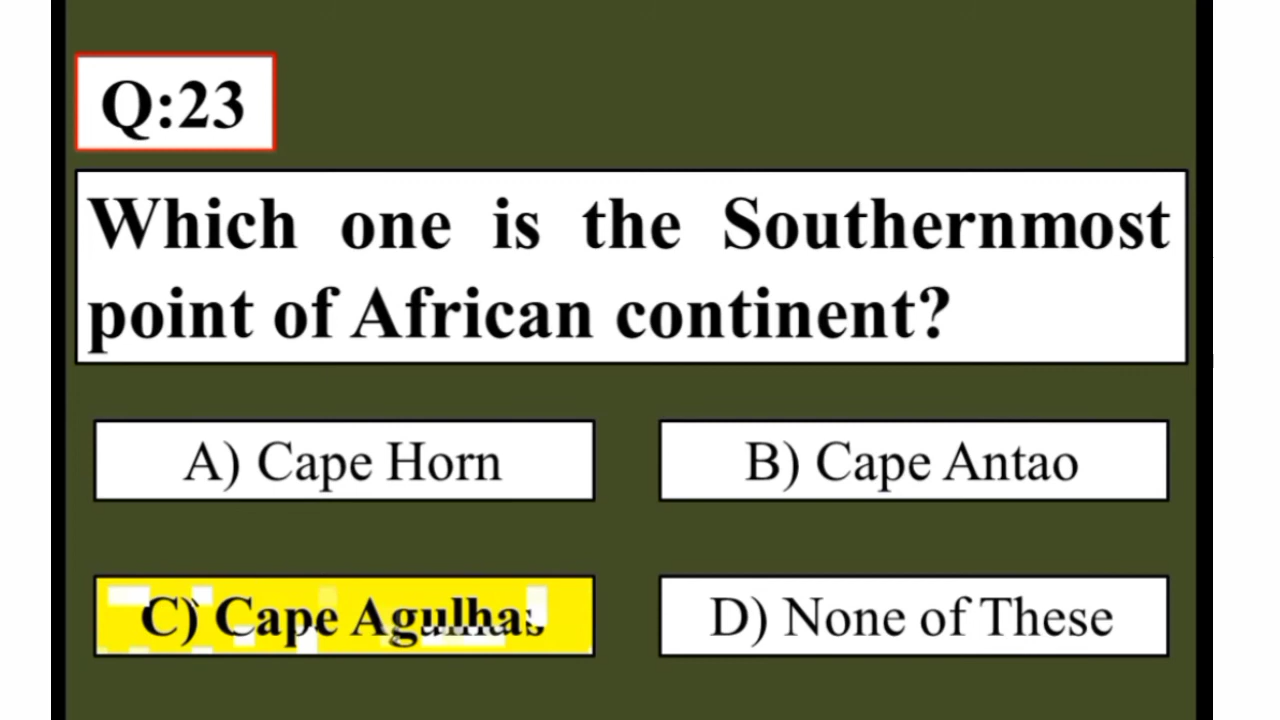 Q:23
Which one is the Southernmost
point of African continent?
A) Cape Horn
B) Cape Antao
C) Cape Agulhas
D) None of These